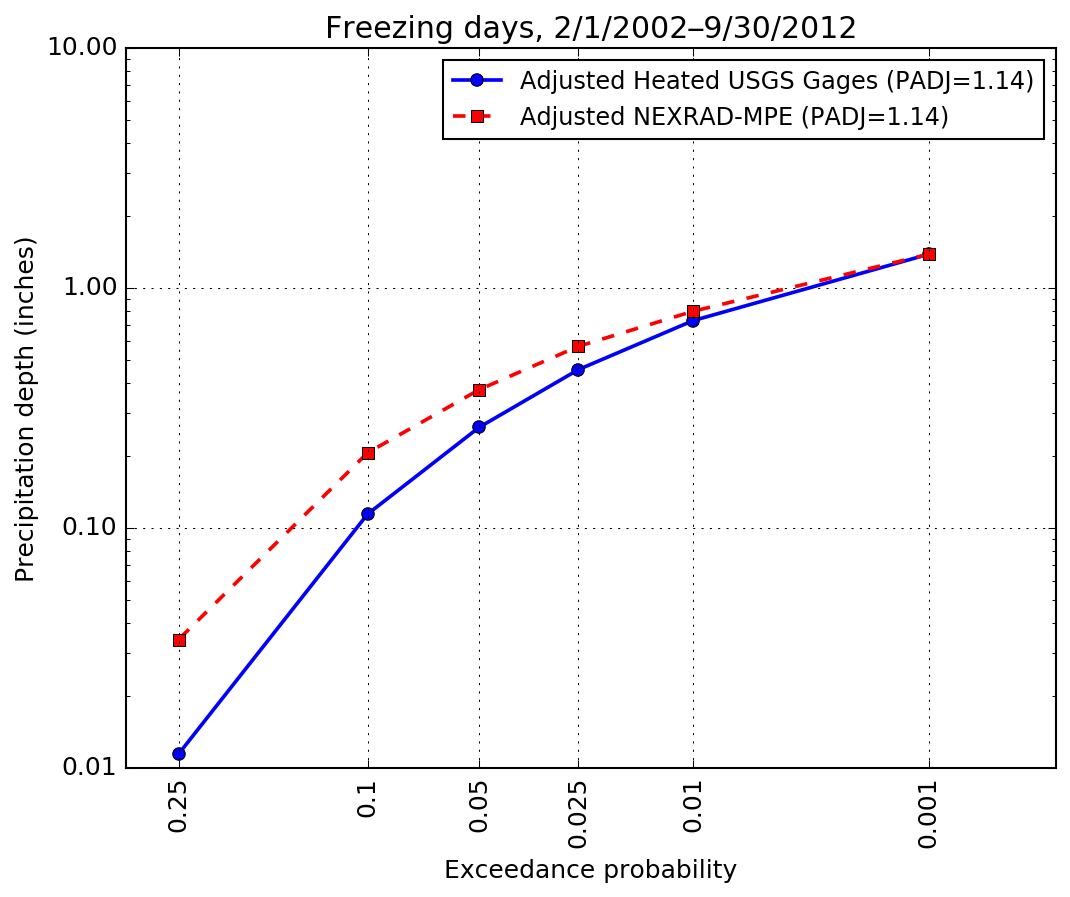 Freezing days, 2/1/2002–9/30/2012
Adjusted Heated USGS Gages (PADJ=1.14)
Adjusted NEXRAD-MPE (PADJ=1.14)
Precipitation depth (inches)
10.00
1.00
0.10
0.01
0.25
0.1
0.05
0.025
0.01
0.001
Exceedance probability